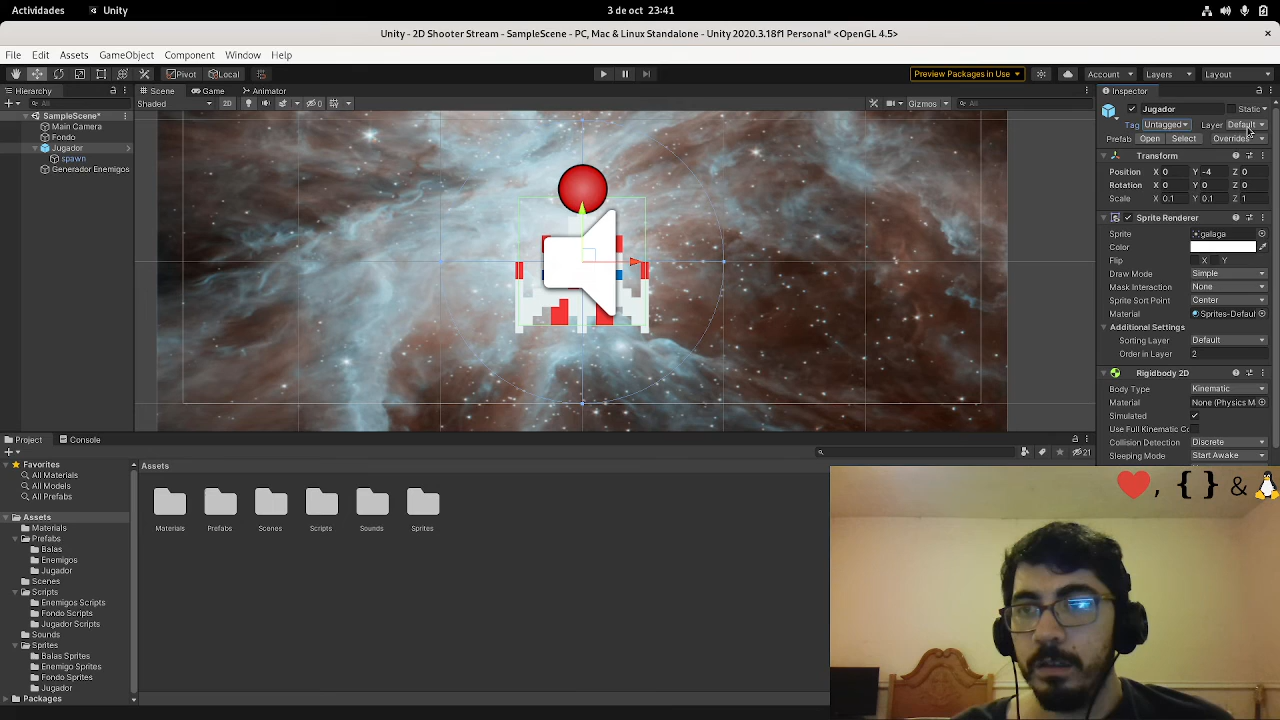 Actividades Unity 3 de oct 23:41
Unity - 2D Shooter Stream - SampleScene - PC, Mac & Linux Standalone - Unity 2020.3.18f1 Personal* <OpenGL 4.5>
File Edit Assets GameObject Component Window Help
Pivot Local Preview Packages in Use Account Layers Layout
Hierarchy Scene Game Animator Inspector
All Shaded 2D 0 Gizmos All Jugador Static
SampleScene* Tag Untagged Layer Default
Main Camera
Fondo Prefab Open Select Overrides
Jugador Transform
spawn
Generador Enemigos Position X 0 Y -4 Z 0
Rotation X 0 Y 0 Z 0
Scale X 0.1 Y 0.1 Z 1
Sprite Renderer
Sprite galaga
Color
Flip X Y
Draw Mode Simple
Mask Interaction None
Sprite Sort Point Center
Material Sprites-Defaul
Additional Settings
Sorting Layer Default
Order in Layer 2
Rigidbody 2D
Body Type Kinematic
Material None (Physics M
Simulated
Use Full Kinematic Co
Collision Detection Discrete
Sleeping Mode Start Awake
Project Console
21
Favorites Assets
All Materials
All Models
All Prefabs
Assets
Materials Prefabs Scenes Scripts Sounds Sprites
Materials
Prefabs
Balas
Enemigos
Jugador
Scenes
Scripts
Enemigos Scripts
Fondo Scripts
Jugador Scripts
Sounds
Sprites
Balas Sprites
Enemigo Sprites
Fondo Sprites
Jugador
Packages
, { } &